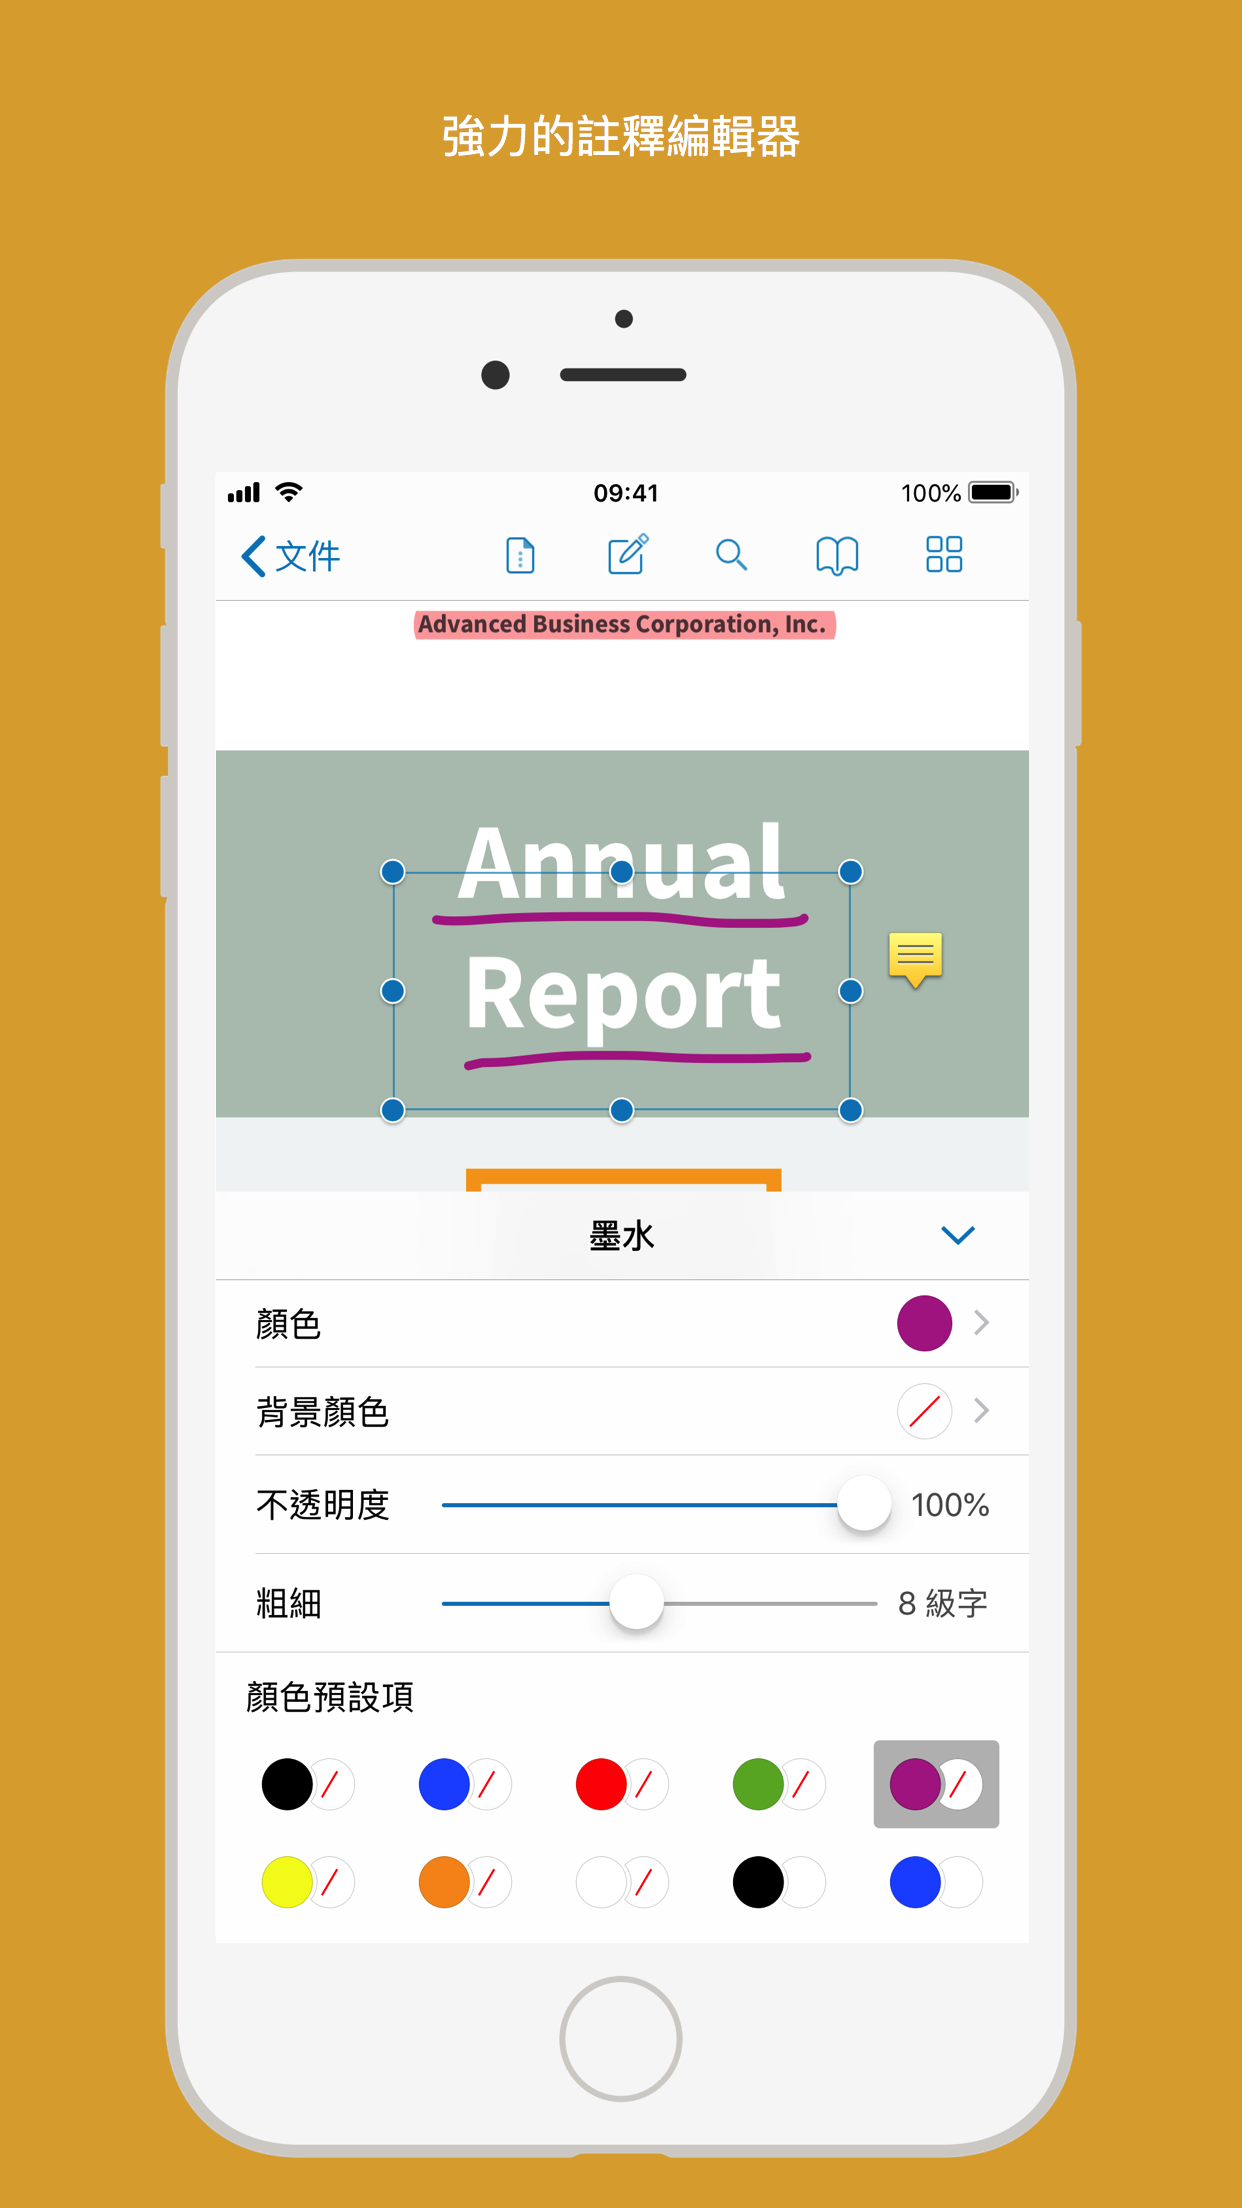 強力的註釋編輯器
09:41
100%
文件
Advanced Business Corporation, Inc.
Annual
Report
墨水
顏色
背景顏色
不透明度
100%
粗細
8 級字
顏色預設項